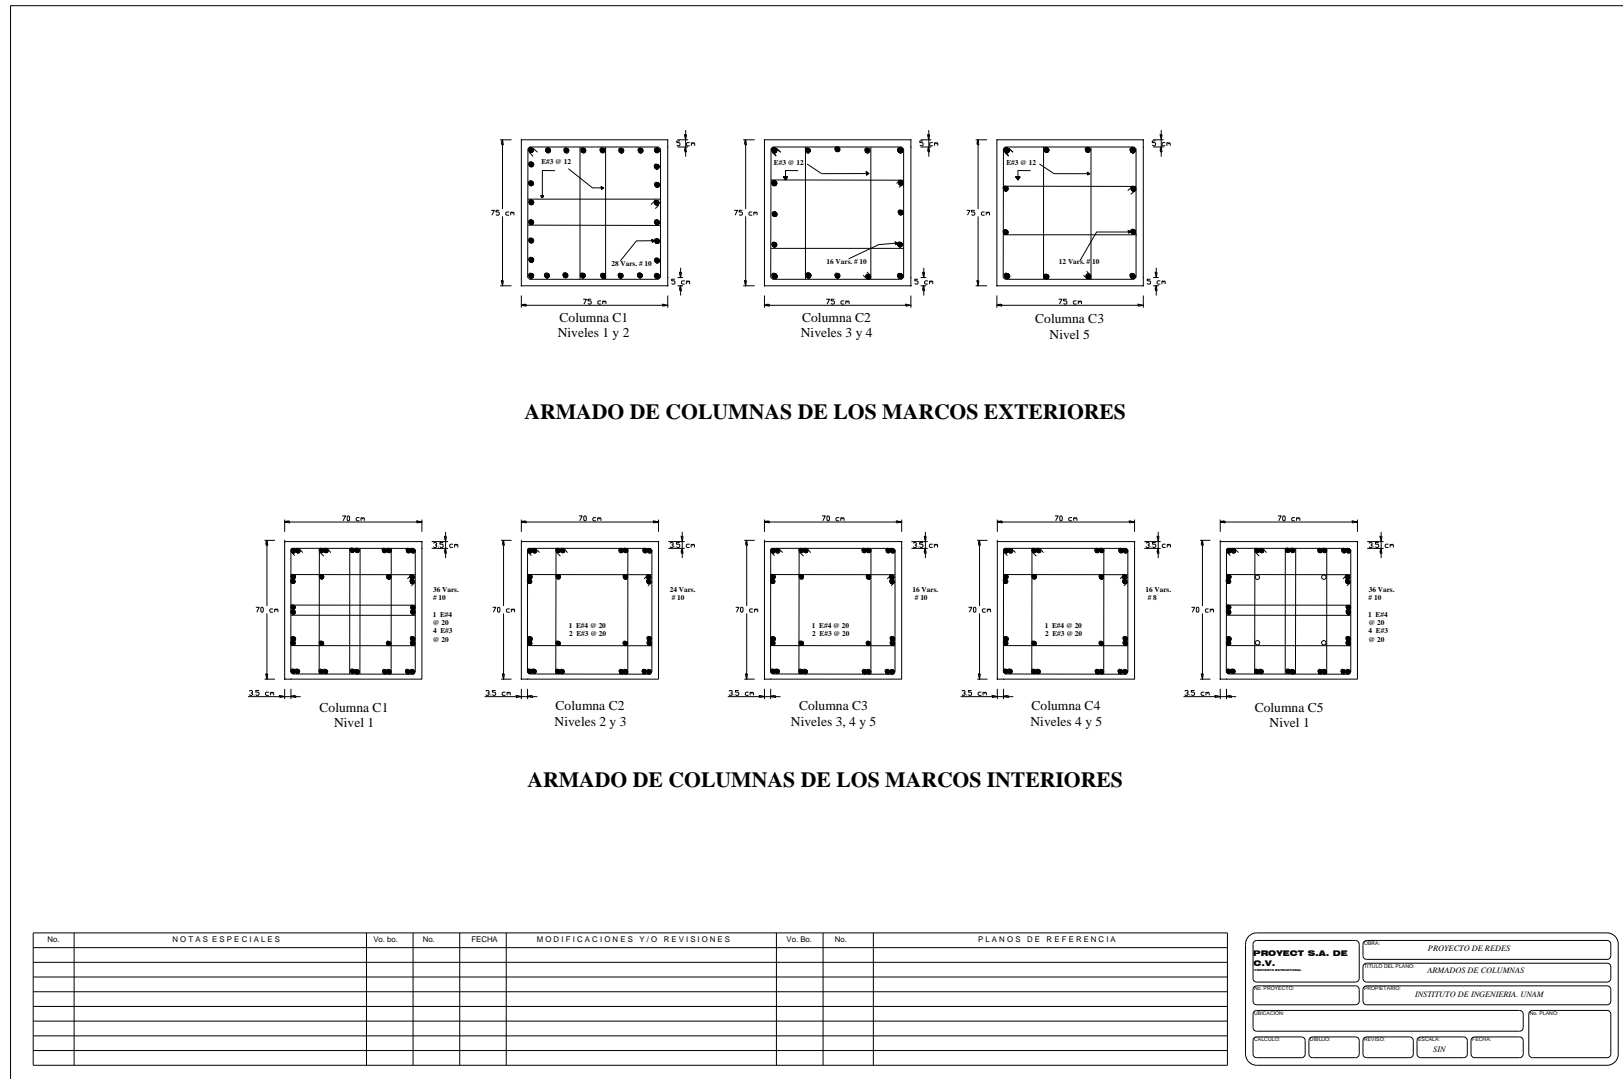 5 cm
5 cm
5 cm
E#3 @ 12
E#3 @ 12
E#3 @ 12
75 cm
75 cm
75 cm
28 Vars. # 10
16 Vars. # 10
12 Vars. # 10
5 cm
5 cm
5 cm
75 cm
75 cm
75 cm
Columna C1
Niveles 1 y 2
Columna C2
Niveles 3 y 4
Columna C3
Nivel 5
ARMADO DE COLUMNAS DE LOS MARCOS EXTERIORES
70 cm
70 cm
70 cm
70 cm
70 cm
3.5 cm
3.5 cm
3.5 cm
3.5 cm
3.5 cm
70 cm
36 Vars.
# 10
1 E#4
@ 20
4 E#3
@ 20
70 cm
24 Vars.
# 10
1 E#4 @ 20
2 E#3 @ 20
70 cm
16 Vars.
# 10
1 E#4 @ 20
2 E#3 @ 20
70 cm
16 Vars.
# 8
1 E#4 @ 20
2 E#3 @ 20
70 cm
36 Vars.
# 10
1 E#4
@ 20
4 E#3
@ 20
3.5 cm
3.5 cm
3.5 cm
3.5 cm
3.5 cm
Columna C1
Nivel 1
Columna C2
Niveles 2 y 3
Columna C3
Niveles 3, 4 y 5
Columna C4
Niveles 4 y 5
Columna C5
Nivel 1
ARMADO DE COLUMNAS DE LOS MARCOS INTERIORES
No. NOTAS ESPECIALES Vo. bo. No. FECHA MODIFICACIONES Y/O REVISIONES Vo. Bo. No. PLANOS DE REFERENCIA
PROYECT S.A. DE
C.V.
PROYECTO ESTRUCTURAL
OBRA: PROYECTO DE REDES
TITULO DEL PLANO: ARMADOS DE COLUMNAS
No. PROYECTO:
PROPIETARIO: INSTITUTO DE INGENIERIA. UNAM
UBICACION:
No. PLANO:
CALCULO:
DIBUJO:
REVISO:
ESCALA:
SIN
FECHA: